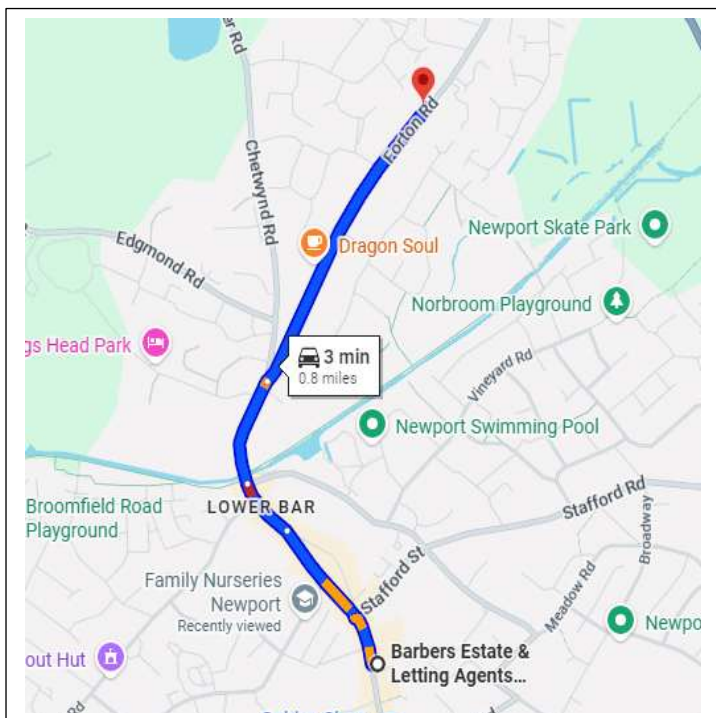 er Rd
Chetwynd Rd
Forton Rd
Edgmond Rd
Dragon Soul
Newport Skate Park
Norbroom Playground
gs Head Park
3 min
0.8 miles
Vineyard Rd
Newport Swimming Pool
LOWER BAR
Broomfield Road
Playground
Stafford Rd
Broadway
Stafford St
Meadow Rd
Family Nurseries
Newport
Recently viewed
Newpo
out Hut
Barbers Estate &
Letting Agents...
Rd